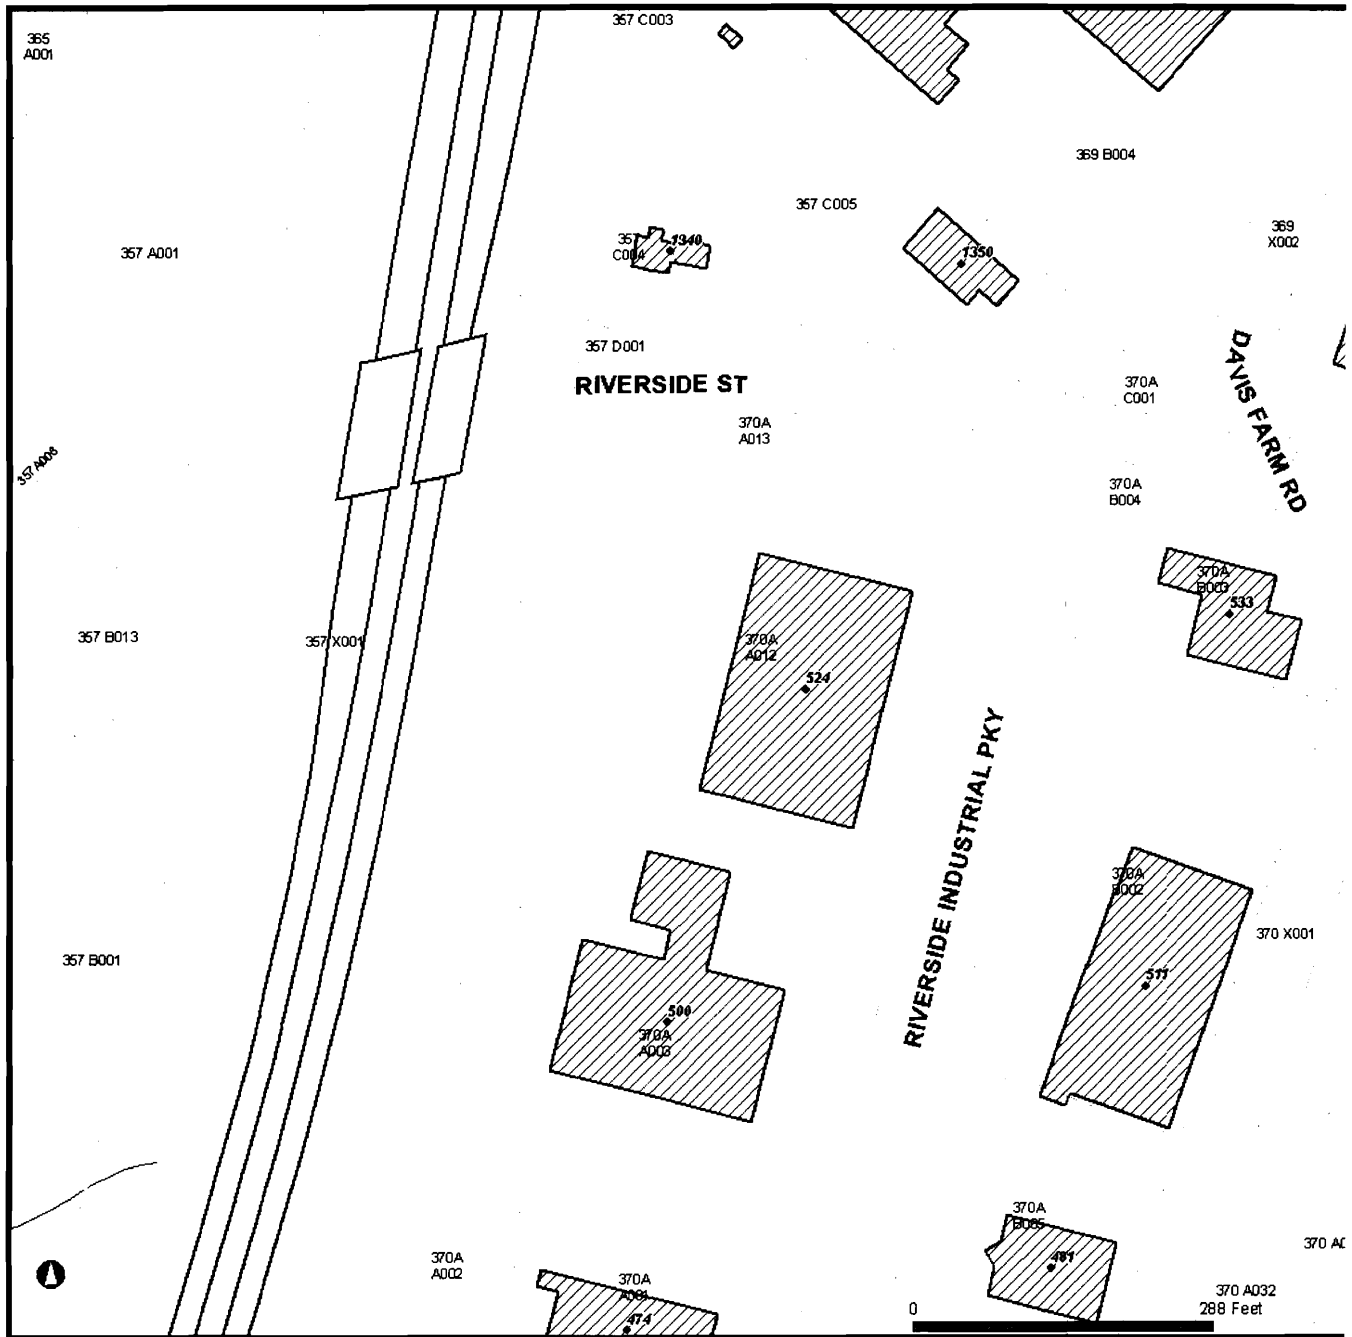 357 C003
365
A001
369 B004
357 C005
369
X002
357
C004
1340
1350
357 A001
357 D001
RIVERSIDE ST
DAVIS FARM RD
370A
C001
370A
A013
357 A006
370A
B004
370A
B003
533
357 B013
357 X001
370A
A012
524
RIVERSIDE INDUSTRIAL PKY
370A
B002
370 X001
357 B001
511
500
370A
A003
370A
B005
370A
A002
481
370 A0
370A
A001
370 A032
474
0
288 Feet